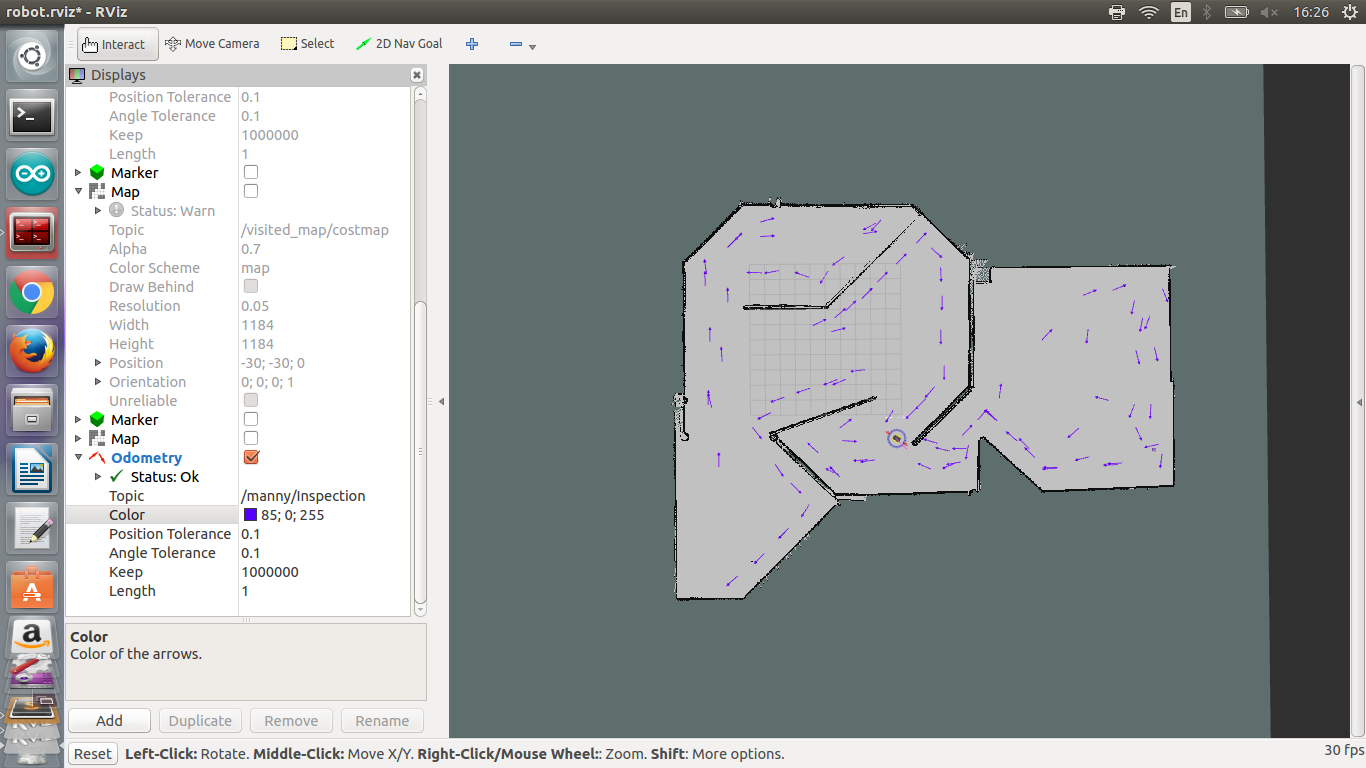 robot.rviz* - RViz
En
16:26
Interact
Move Camera
Select
2D Nav Goal
Displays
Position Tolerance 0.1
Angle Tolerance 0.1
Keep 1000000
Length 1
Marker
Map
Status: Warn
Topic /visited_map/costmap
Alpha 0.7
Color Scheme map
Draw Behind
Resolution 0.05
Width 1184
Height 1184
Position -30; -30; 0
Orientation 0; 0; 0; 1
Unreliable
Marker
Map
Odometry
Status: Ok
Topic /manny/Inspection
Color 85; 0; 255
Position Tolerance 0.1
Angle Tolerance 0.1
Keep 1000000
Length 1
Color
Color of the arrows.
Add Duplicate Remove Rename
Reset Left-Click: Rotate. Middle-Click: Move X/Y. Right-Click/Mouse Wheel:: Zoom. Shift: More options.
30 fps